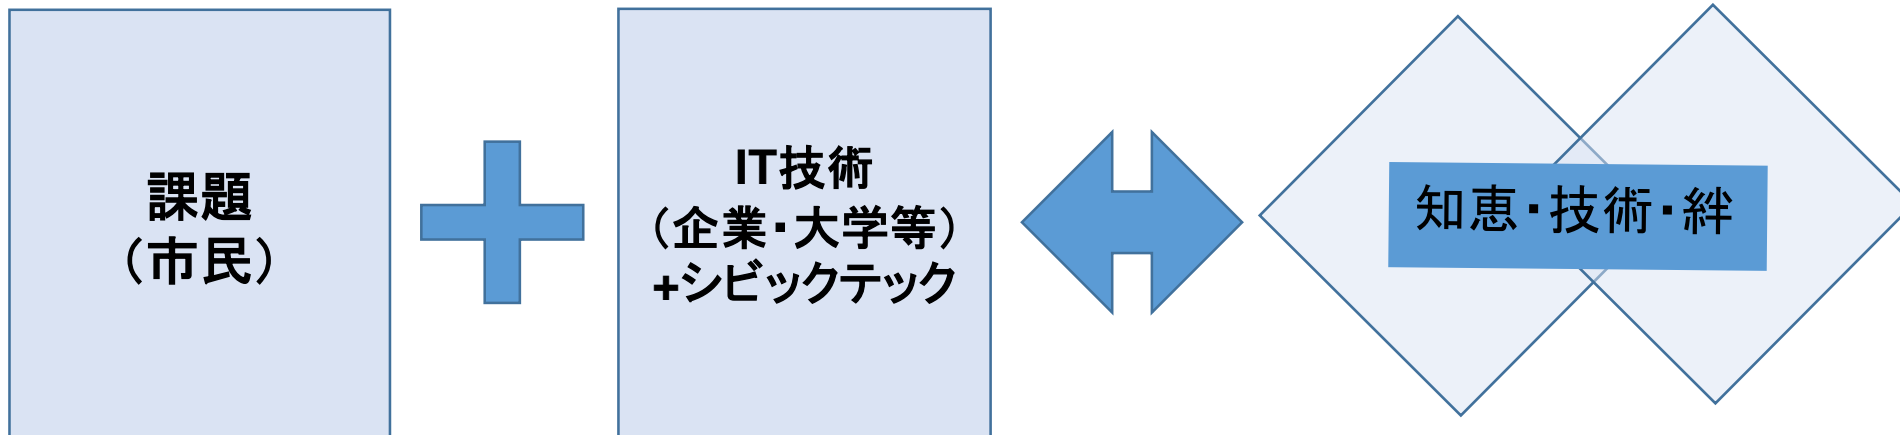 課題
（市民）
IT技術
（企業・大学等）
+シビックテック
知恵・技術・絆